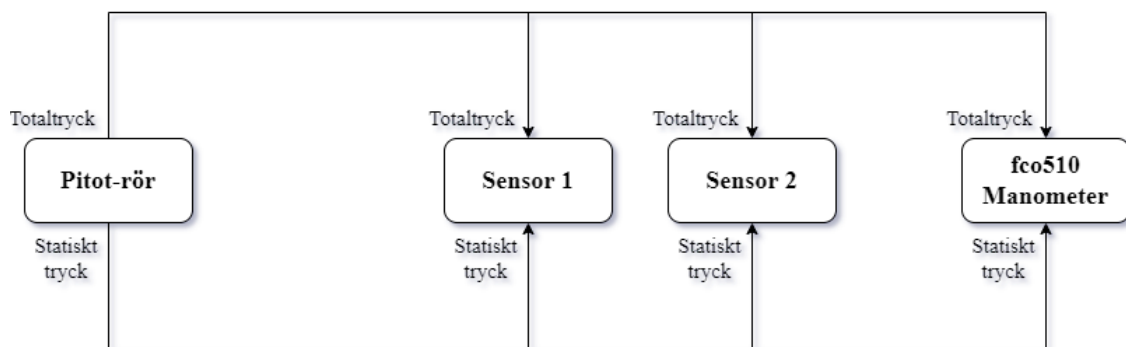 Totaltryck
Totaltryck
Totaltryck
Totaltryck
Pitot-rör
Sensor 1
Sensor 2
fco510
Manometer
Statiskt
tryck
Statiskt
tryck
Statiskt
tryck
Statiskt
tryck